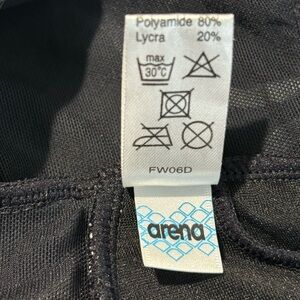 Polyamide 80%
Lycra 20%
max
30°C
FW06D
arena